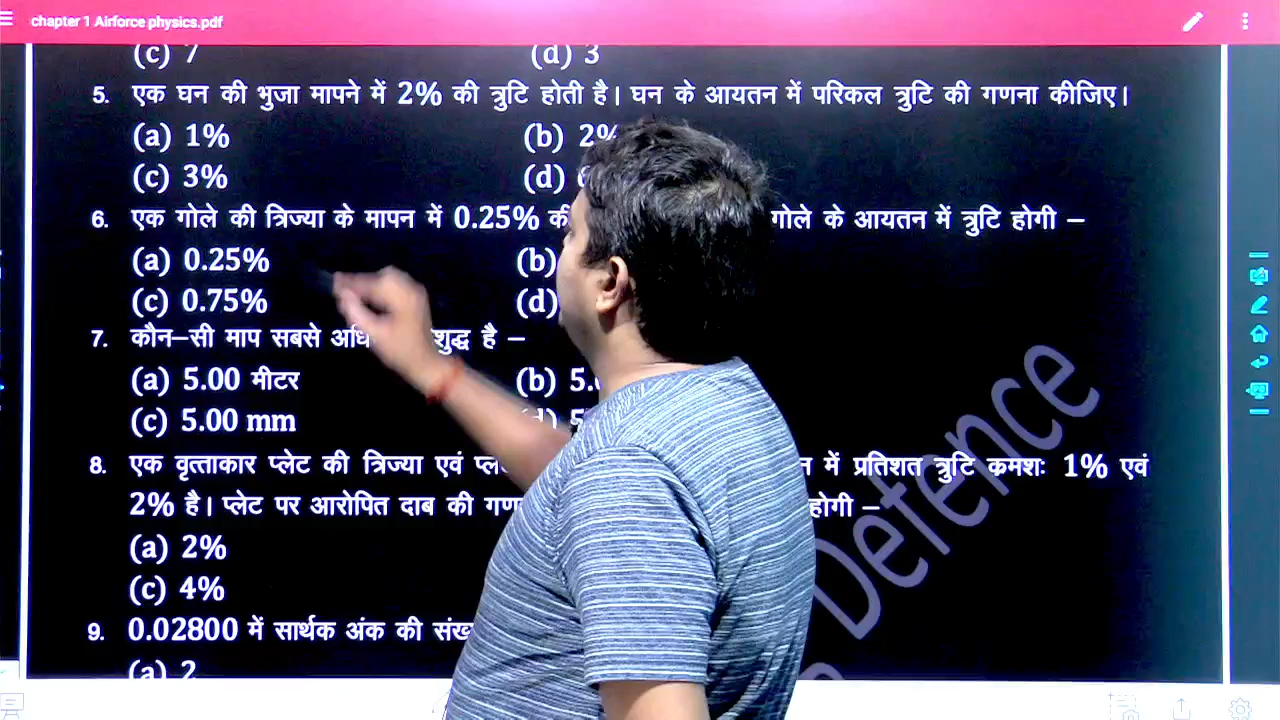 chapter 1 Airforce physics.pdf
(c) 7 (d) 3
5. एक घन की भुजा मापने में 2% की त्रुटि होती है। घन के आयतन में परिकल त्रुटि की गणना कीजिए।
(a) 1% (b) 2%
(c) 3% (d)
6. एक गोले की त्रिज्या के मापन में 0.25% की गोले के आयतन में त्रुटि होगी –
(a) 0.25% (b)
(c) 0.75% (d)
7. कौन–सी माप सबसे है –
(a) 5.00 मीटर (b)
(c) 5.00 mm
8. एक वृत्ताकार प्लेट की त्रिज्या एवं में प्रतिशत त्रुटि क्रमशः 1% एवं
2% है। प्लेट पर आरोपित दाब की होगी –
(a) 2%
(c) 4%
9. 0.02800 में सार्थक अंक की
(a) 2
Defence